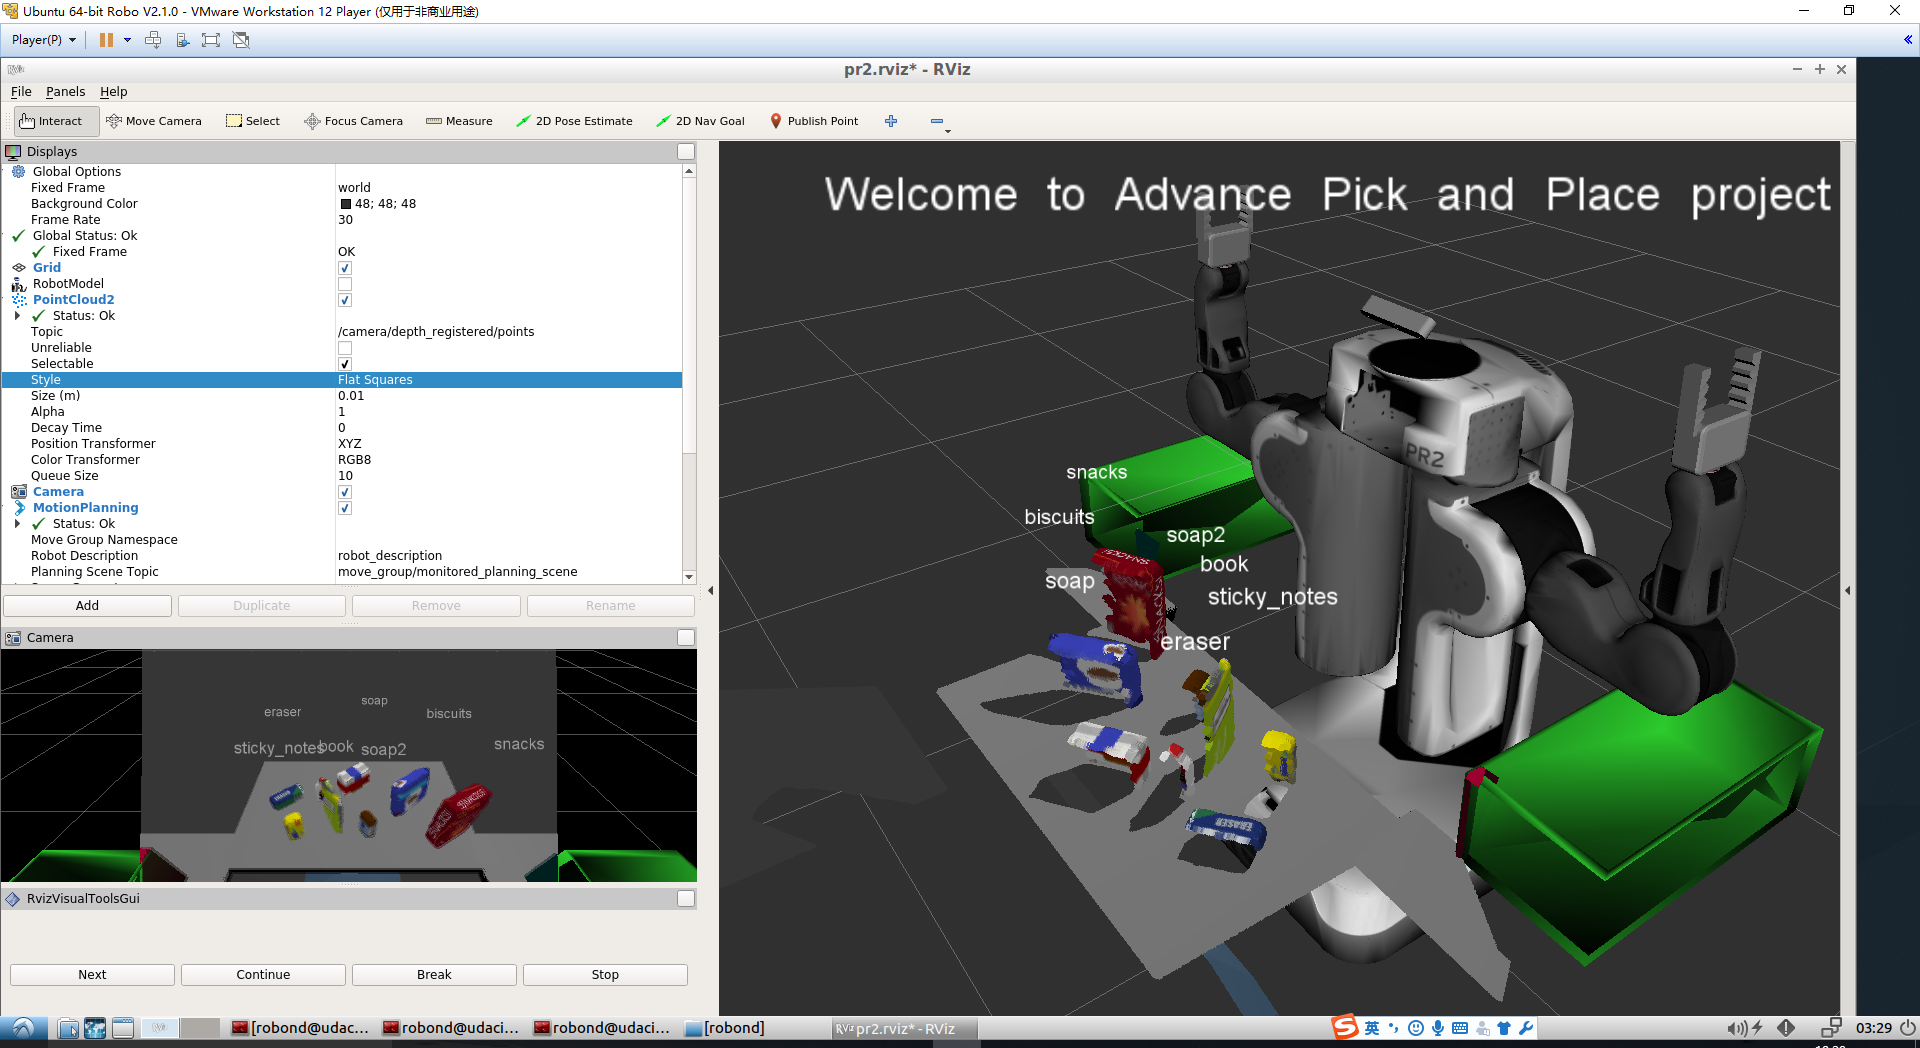 Ubuntu 64-bit Robo V2.1.0 - VMware Workstation 12 Player (仅用于非商业用途)
Player(P)
pr2.rviz* - RViz
File Panels Help
Interact Move Camera Select Focus Camera Measure 2D Pose Estimate 2D Nav Goal Publish Point
Displays
Global Options
Fixed Frame world
Background Color 48; 48; 48
Frame Rate 30
Global Status: Ok
Fixed Frame OK
Grid
RobotModel
PointCloud2
Status: Ok
Topic /camera/depth_registered/points
Unreliable
Selectable
Style Flat Squares
Size (m) 0.01
Alpha 1
Decay Time 0
Position Transformer XYZ
Color Transformer RGB8
Queue Size 10
Camera
MotionPlanning
Status: Ok
Move Group Namespace
Robot Description robot_description
Planning Scene Topic move_group/monitored_planning_scene
Add Duplicate Remove Rename
Camera
soap
eraser
biscuits
sticky_notes
book
soap2
snacks
RvizVisualToolsGui
Next Continue Break Stop
Welcome to Advance Pick and Place project
PR2
snacks
biscuits
soap2
book
soap
sticky_notes
eraser
SNACKS
ERASER
[robond@udac... robond@udaci... robond@udaci... [robond] pr2.rviz* - RViz
英
03:29